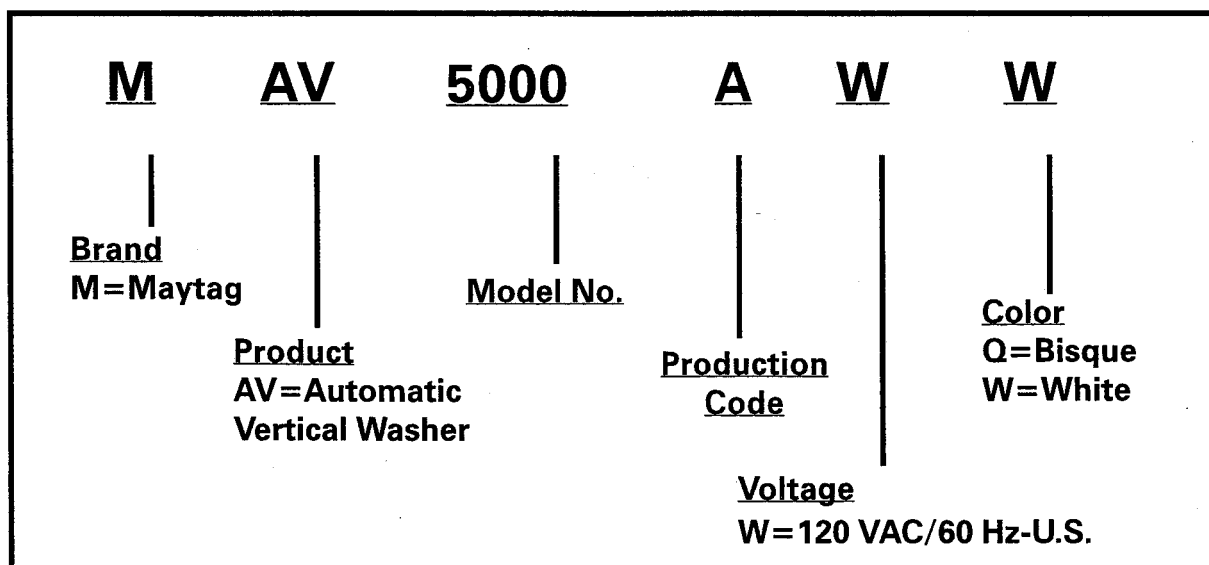 M AV 5000 A W W
Brand
M=Maytag
Product
AV=Automatic
Vertical Washer
Model No.
Production
Code
Voltage
W=120 VAC/60 Hz-U.S.
Color
Q=Bisque
W=White